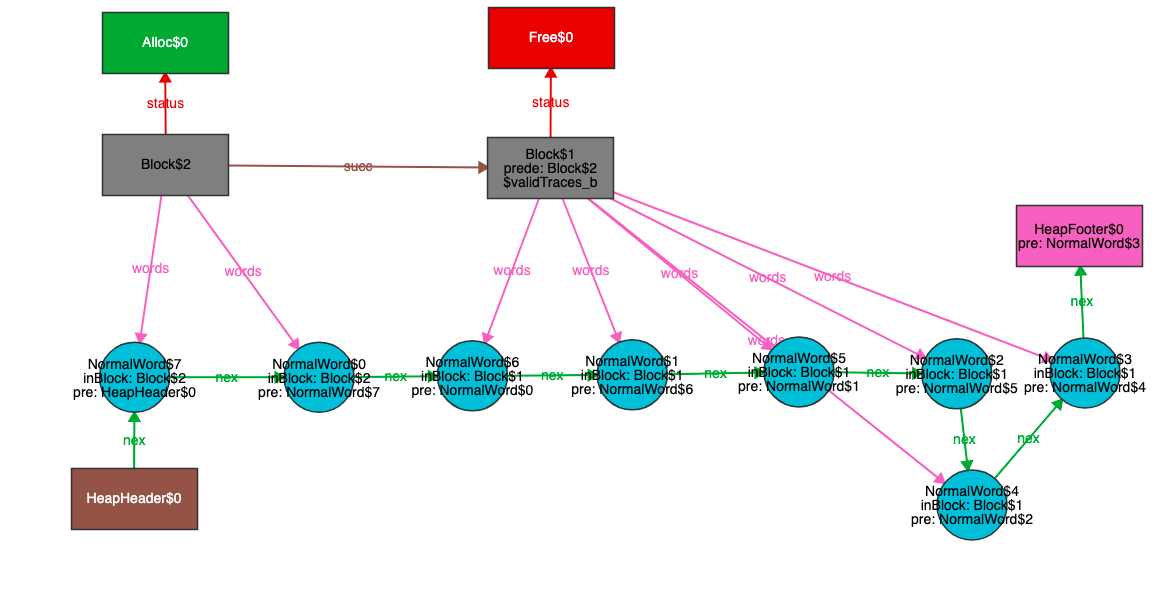 Alloc$0
Free$0
status
status
Block$2
succ
Block$1
prede: Block$2
$validTraces_b
HeapFooter$0
pre: NormalWord$3
words
words
words
words
words
words
words
words
nex
NormalWord$7
inBlock: Block$2
pre: HeapHeader$0
nex
NormalWord$0
inBlock: Block$2
pre: NormalWord$7
nex
NormalWord$6
inBlock: Block$1
pre: NormalWord$0
nex
NormalWord$1
inBlock: Block$1
pre: NormalWord$6
nex
NormalWord$5
inBlock: Block$1
pre: NormalWord$1
nex
NormalWord$2
inBlock: Block$1
pre: NormalWord$5
NormalWord$3
inBlock: Block$1
pre: NormalWord$4
nex
nex
nex
HeapHeader$0
NormalWord$4
inBlock: Block$1
pre: NormalWord$2